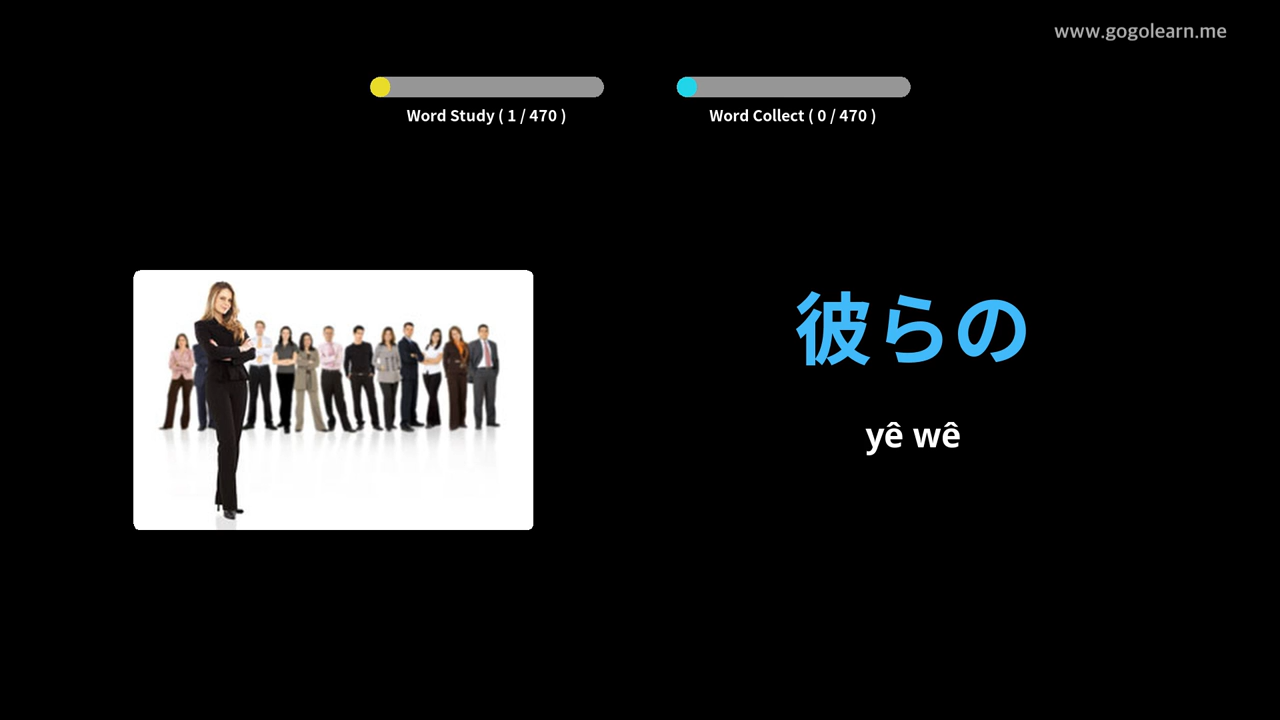 www.gogolearn.me
Word Study ( 1 / 470 )
Word Collect ( 0 / 470 )
彼らの
yê wê